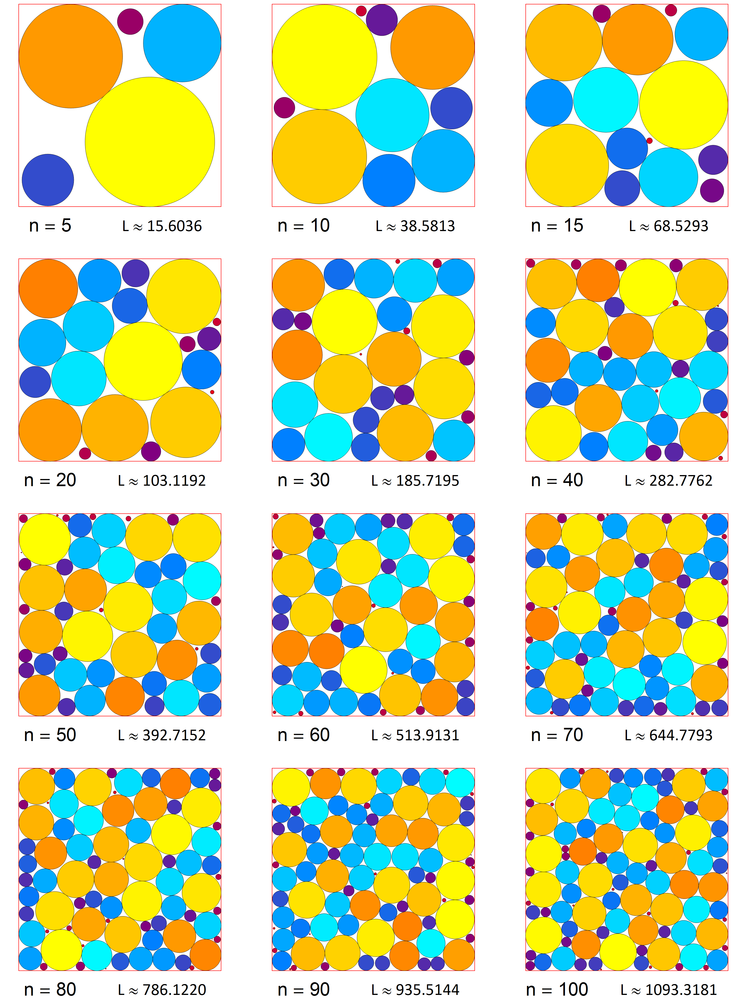 n = 5 L ≈ 15.6036 n = 10 L ≈ 38.5813 n = 15 L ≈ 68.5293
n = 20 L ≈ 103.1192 n = 30 L ≈ 185.7195 n = 40 L ≈ 282.7762
n = 50 L ≈ 392.7152 n = 60 L ≈ 513.9131 n = 70 L ≈ 644.7793
n = 80 L ≈ 786.1220 n = 90 L ≈ 935.5144 n = 100 L ≈ 1093.3181